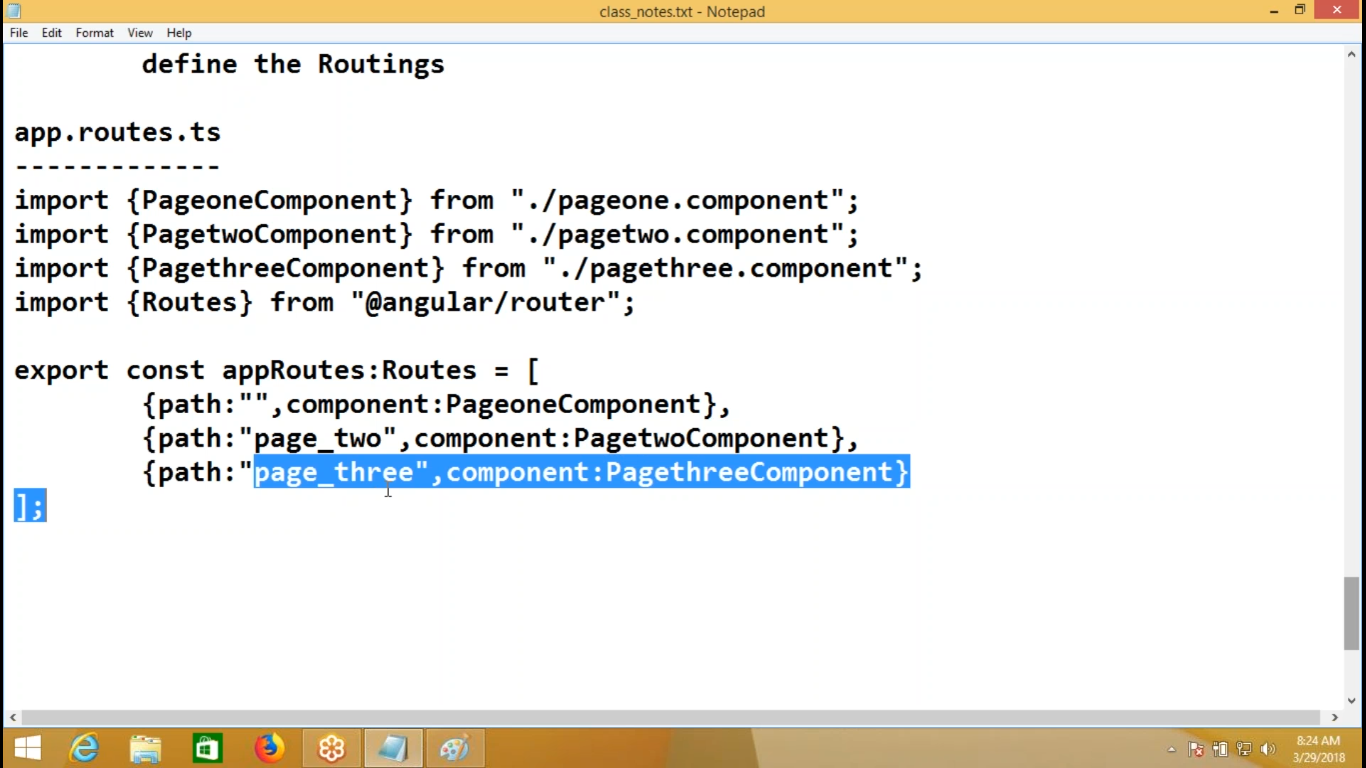 class_notes.txt - Notepad
File Edit Format View Help
define the Routings
app.routes.ts
-------------
import {PageoneComponent} from "./pageone.component";
import {PagetwoComponent} from "./pagetwo.component";
import {PagethreeComponent} from "./pagethree.component";
import {Routes} from "@angular/router";
export const appRoutes:Routes = [
{path:"",component:PageoneComponent},
{path:"page_two",component:PagetwoComponent},
{path:"page_three",component:PagethreeComponent}
];
8:24 AM
3/29/2018